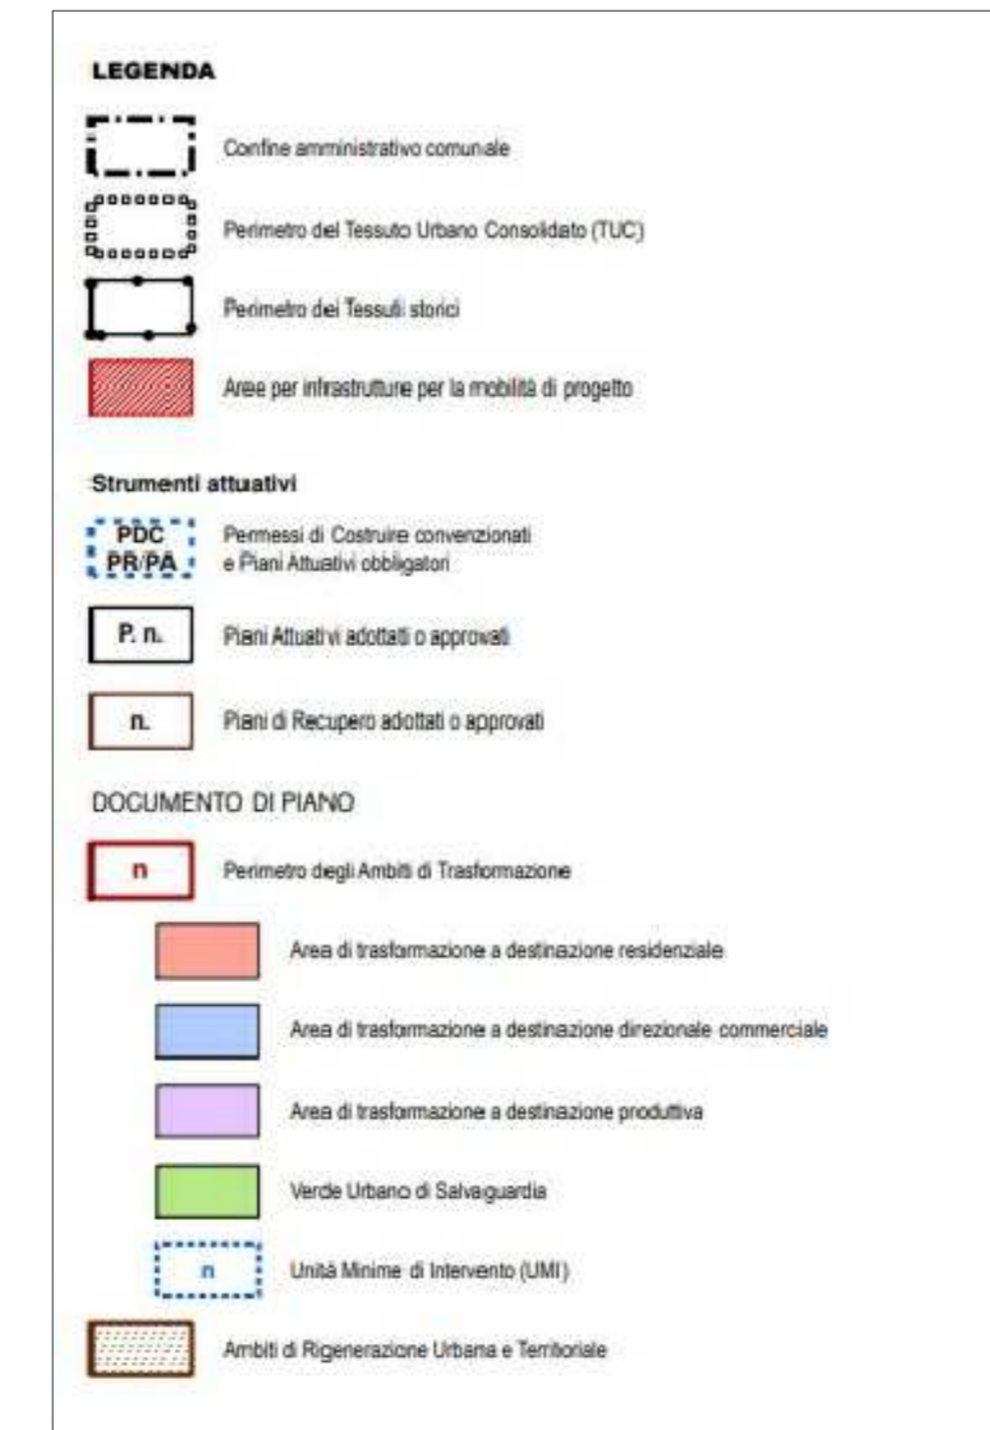 LEGENDA
Confine amministrativo comunale
Perimetro del Tessuto Urbano Consolidato (TUC)
Perimetro dei Tessuti storici
Aree per infrastrutture per la mobilità di progetto
Strumenti attuativi
PDC
PR/PA
Permessi di Costruire convenzionati
e Piani Attuativi obbligatori
P. n.
Piani Attuativi adottati o approvati
n.
Piani di Recupero adottati o approvati
DOCUMENTO DI PIANO
n
Perimetro degli Ambiti di Trasformazione
Area di trasformazione a destinazione residenziale
Area di trasformazione a destinazione direzionale commerciale
Area di trasformazione a destinazione produttiva
Verde Urbano di Salvaguardia
n
Unità Minime di Intervento (UMI)
Ambiti di Rigenerazione Urbana e Territoriale